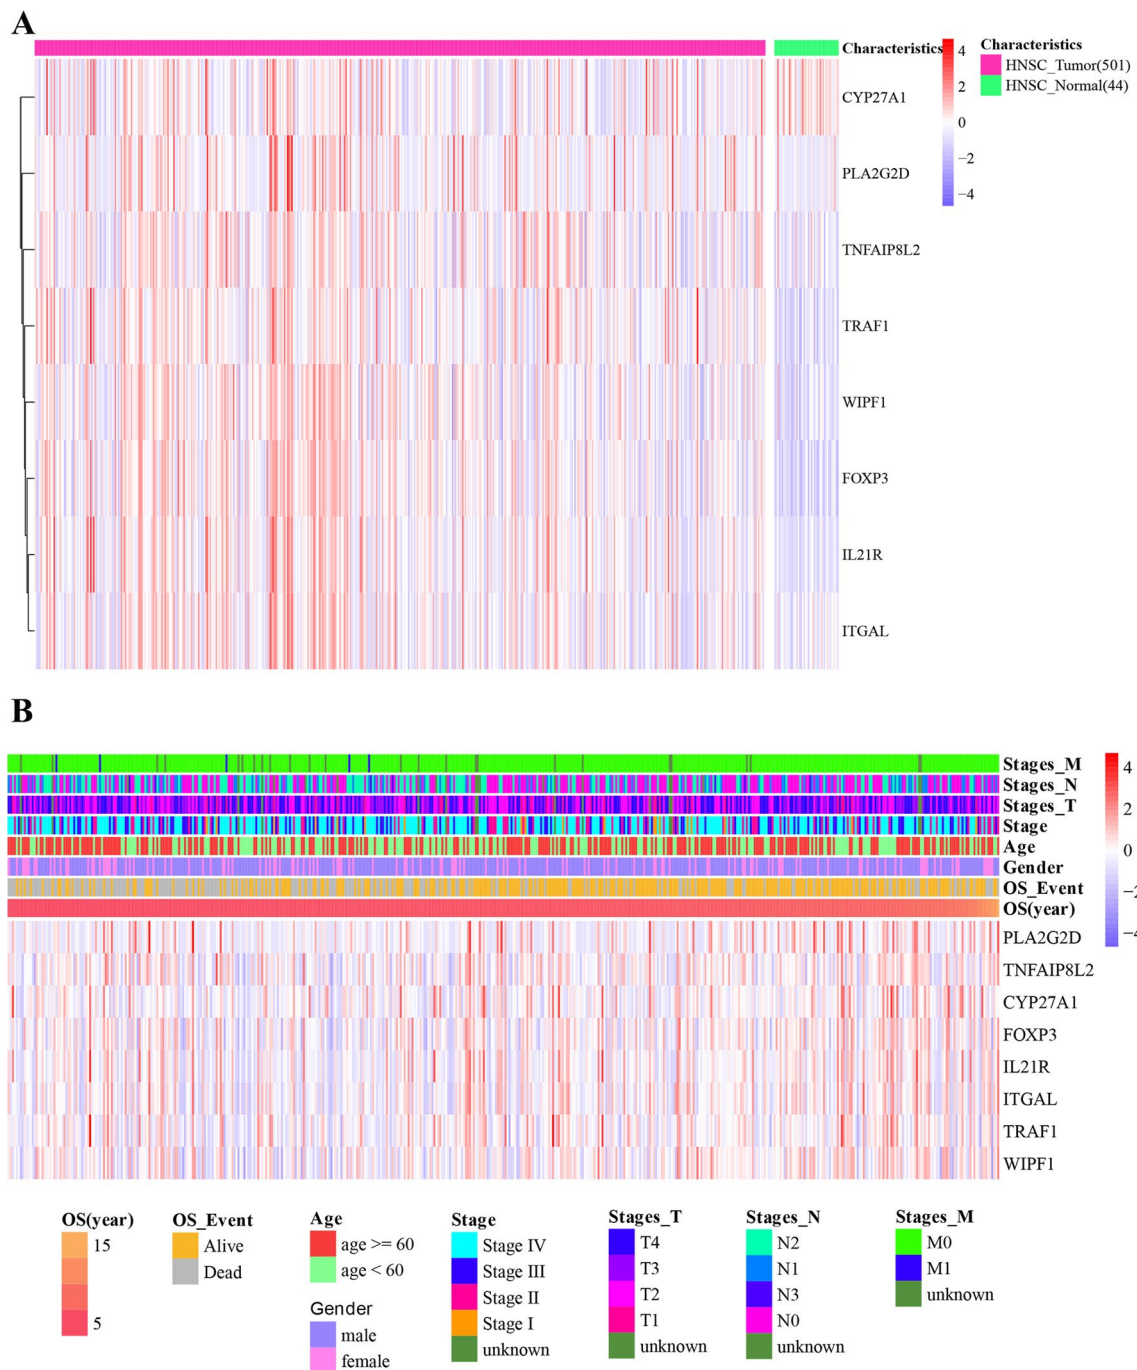 A
Characteristics
CYP27A1
PLA2G2D
TNFAIP8L2
TRAF1
WIPF1
FOXP3
IL21R
ITGAL
4
2
0
−2
−4
Characteristics
HNSC_Tumor(501)
HNSC_Normal(44)
B
Stages_M
Stages_N
Stages_T
Stage
Age
Gender
OS_Event
OS(year)
PLA2G2D
TNFAIP8L2
CYP27A1
FOXP3
IL21R
ITGAL
TRAF1
WIPF1
4
2
0
−2
−4
OS(year)
15
5
OS_Event
Alive
Dead
Age
age >= 60
age < 60
Gender
male
female
Stage
Stage IV
Stage III
Stage II
Stage I
unknown
Stages_T
T4
T3
T2
T1
unknown
Stages_N
N2
N1
N3
N0
unknown
Stages_M
M0
M1
unknown